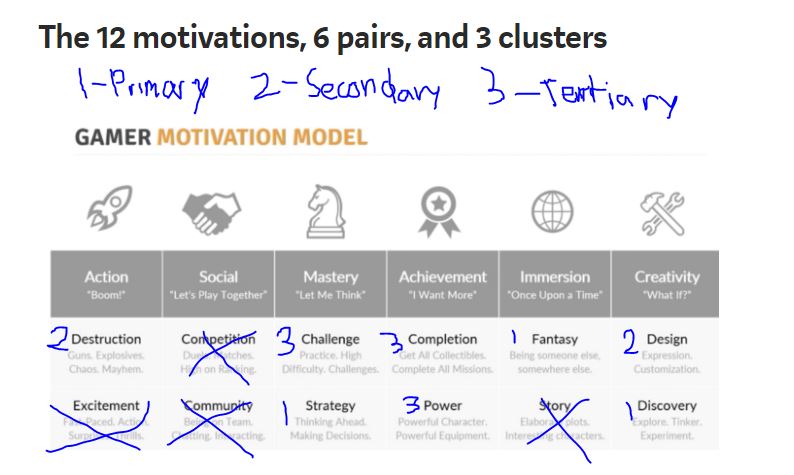 The 12 motivations, 6 pairs, and 3 clusters
1-Primary 2-Secondary 3-Tertiary
GAMER MOTIVATION MODEL
Action Social Mastery Achievement Immersion Creativity
"Boom!" "Let's Play Together" "Let Me Think" "I Want More" "Once Upon a Time" "What If?"
2 Destruction Competition 3 Challenge 3 Completion 1 Fantasy 2 Design
Guns. Explosives. Duels. Matches. Practice. High Get All Collectibles. Being someone else, Expression.
Chaos. Mayhem. High on Ranking. Difficulty. Challenges. Complete All Missions. somewhere else. Customization.
Excitement Community 1 Strategy 3 Power Story 1 Discovery
Fast-Paced. Action. Being on Team. Thinking Ahead. Powerful Character. Elaborate plots. Explore. Tinker.
Surprises. Thrills. Chatting. Interacting. Making Decisions. Powerful Equipment. Interesting characters. Experiment.